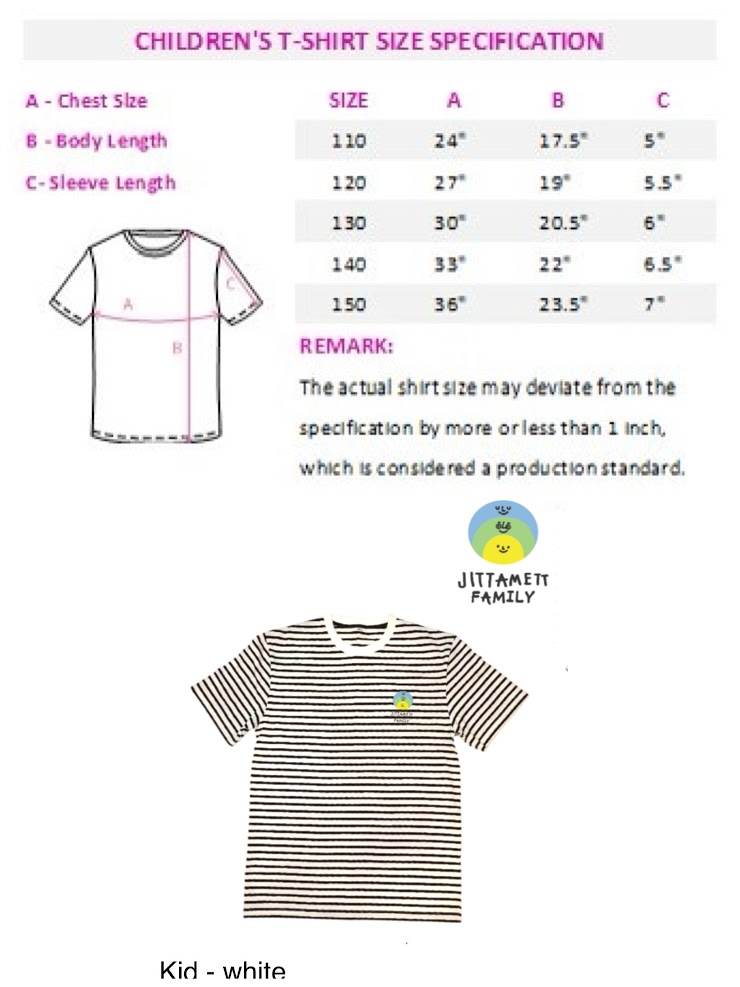 CHILDREN'S T-SHIRT SIZE SPECIFICATION
A - Chest Size
B - Body Length
C- Sleeve Length
SIZE A B C
110 24" 17.5" 5"
120 27" 19" 5.5"
130 30" 20.5" 6"
140 33" 22" 6.5"
150 36" 23.5" 7"
A
B
C
REMARK:
The actual shirt size may deviate from the
specification by more or less than 1 inch,
which is considered a production standard.
JITTAMETT
FAMILY
JITTAMETT
FAMILY
Kid - white